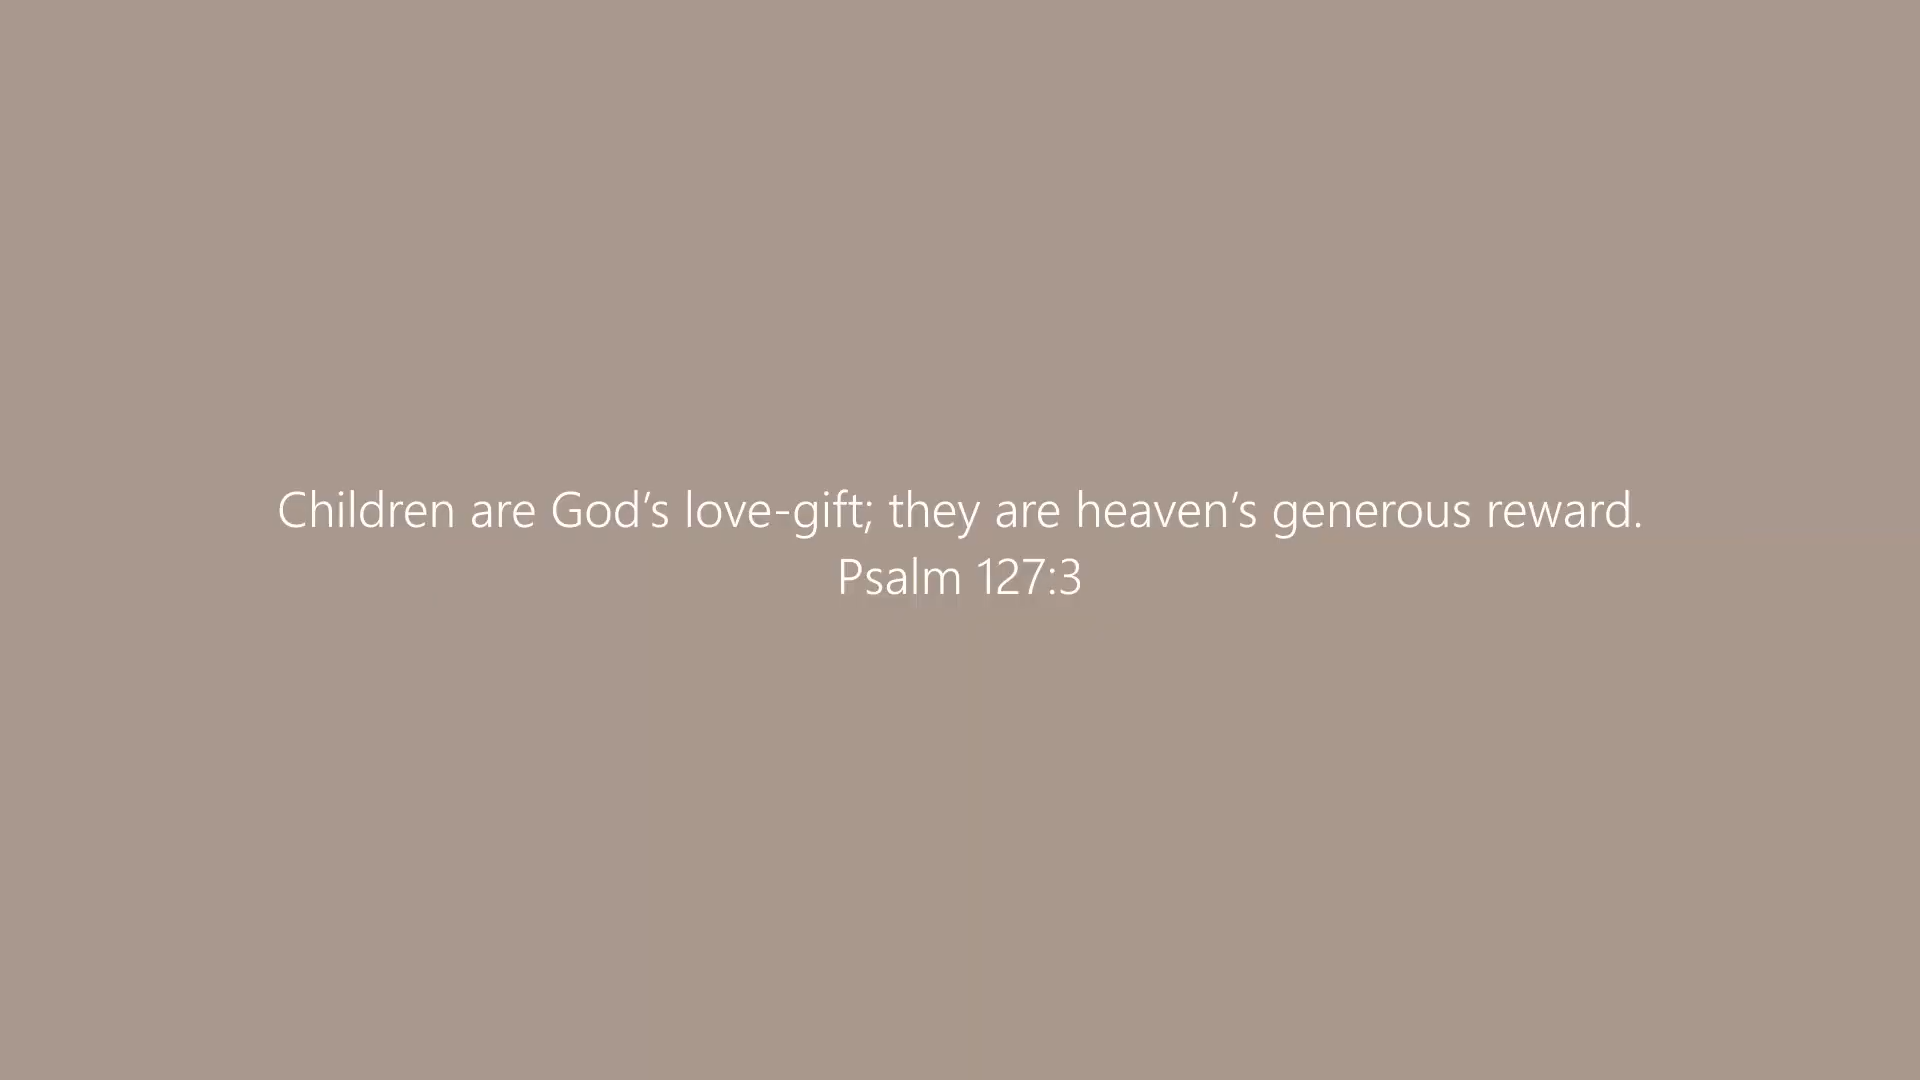 Children are God’s love-gift; they are heaven’s generous reward.
Psalm 127:3